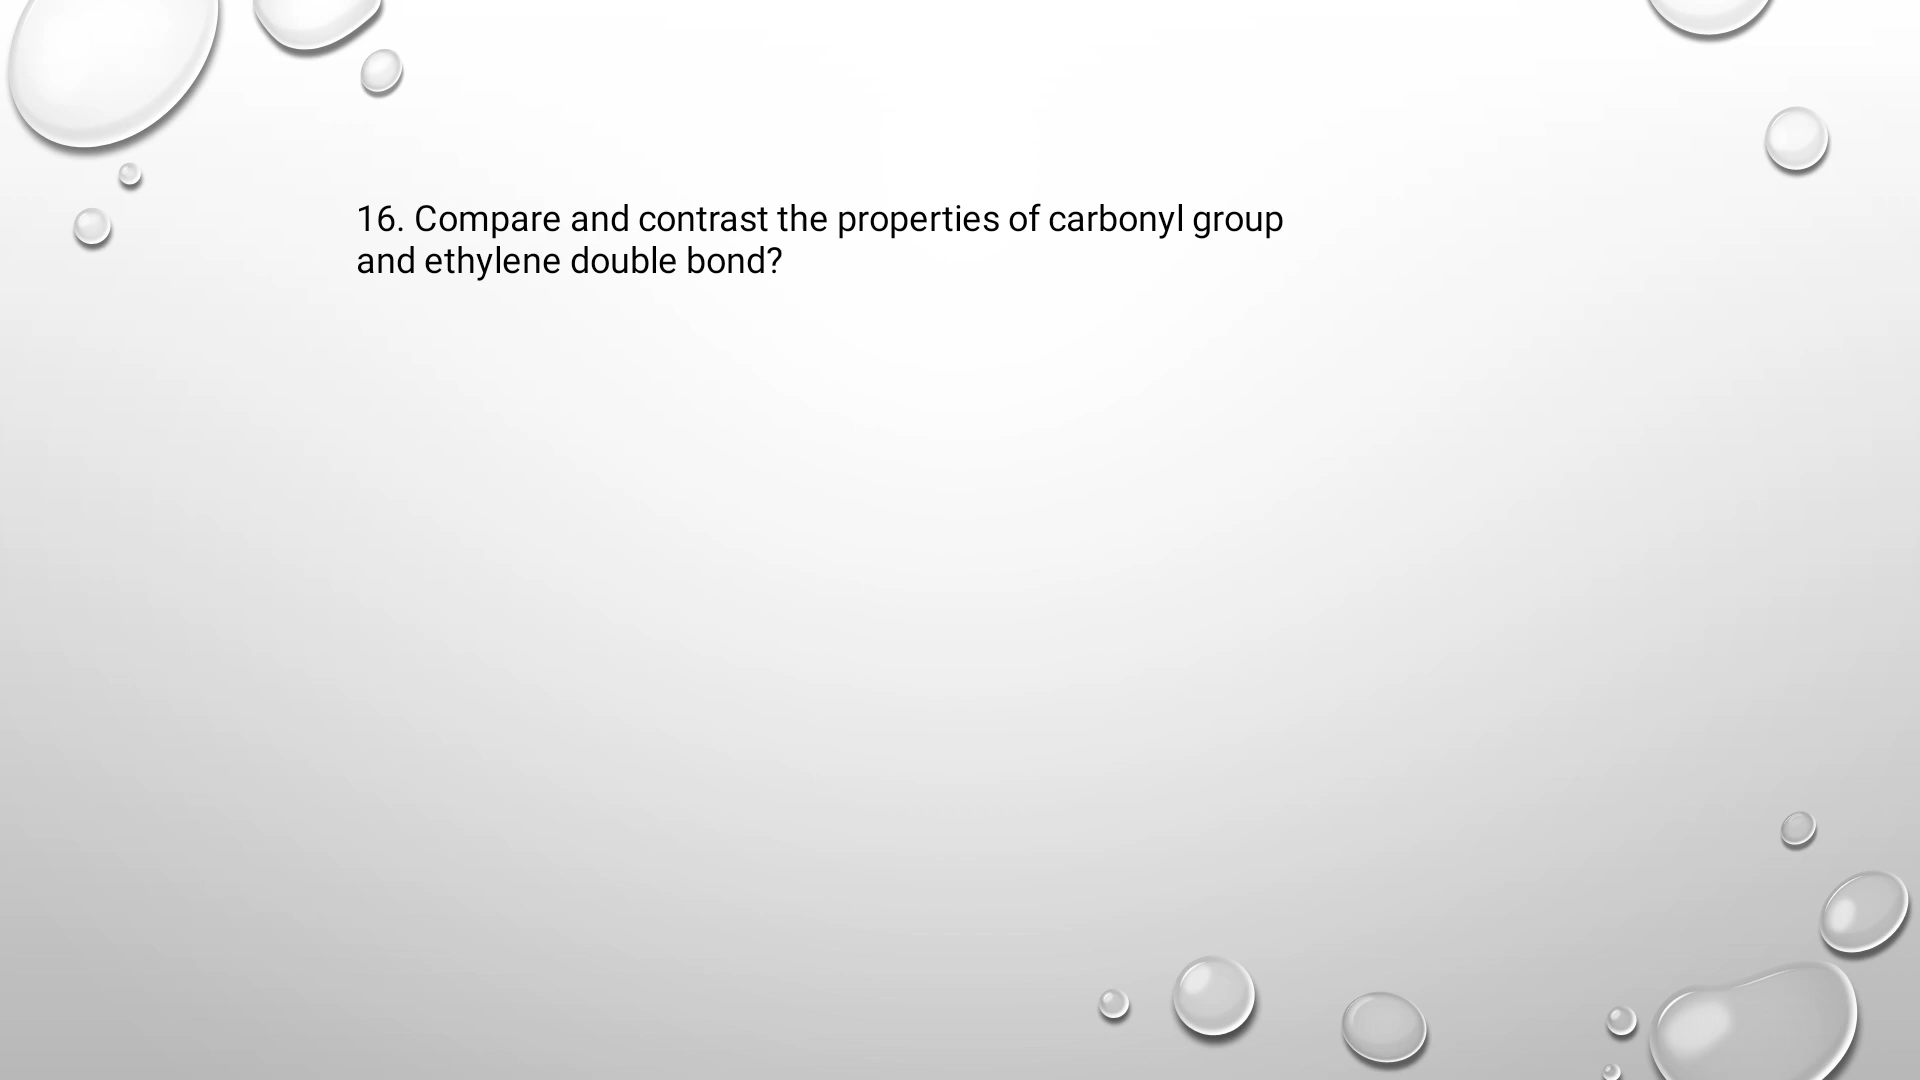 16. Compare and contrast the properties of carbonyl group
and ethylene double bond?